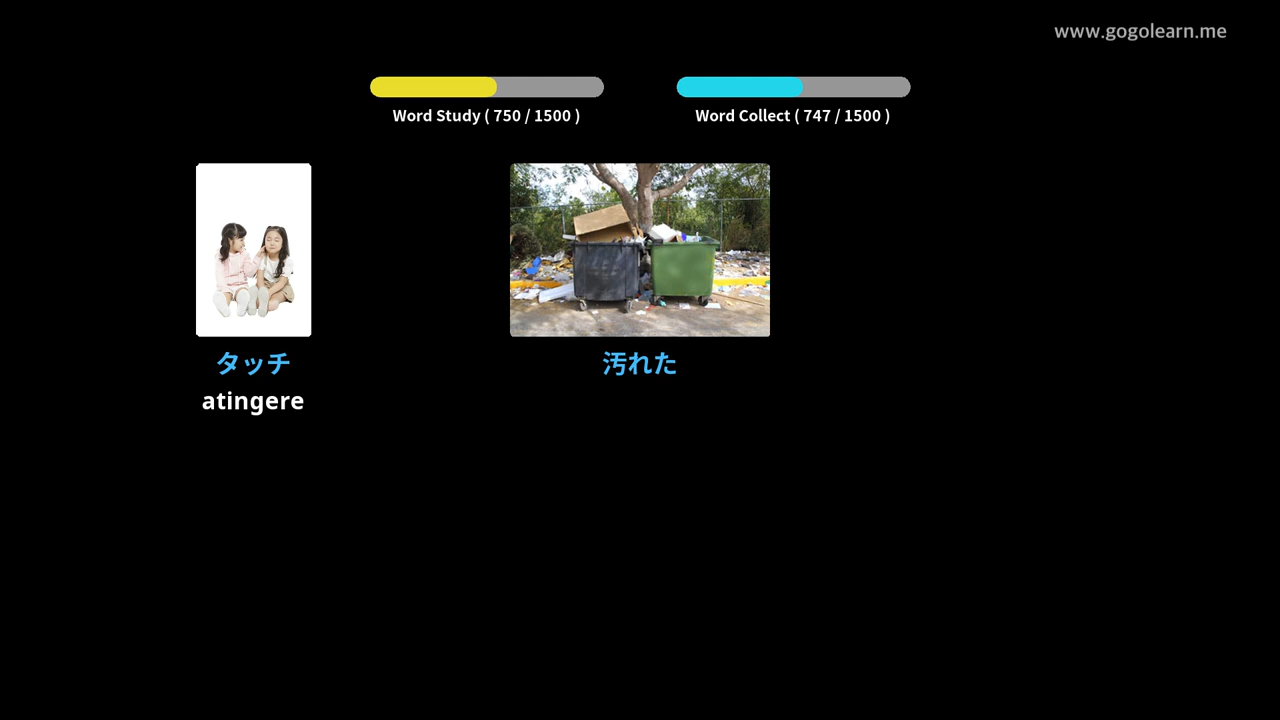 www.gogolearn.me
Word Study ( 750 / 1500 )
Word Collect ( 747 / 1500 )
タッチ
atingere
汚れた